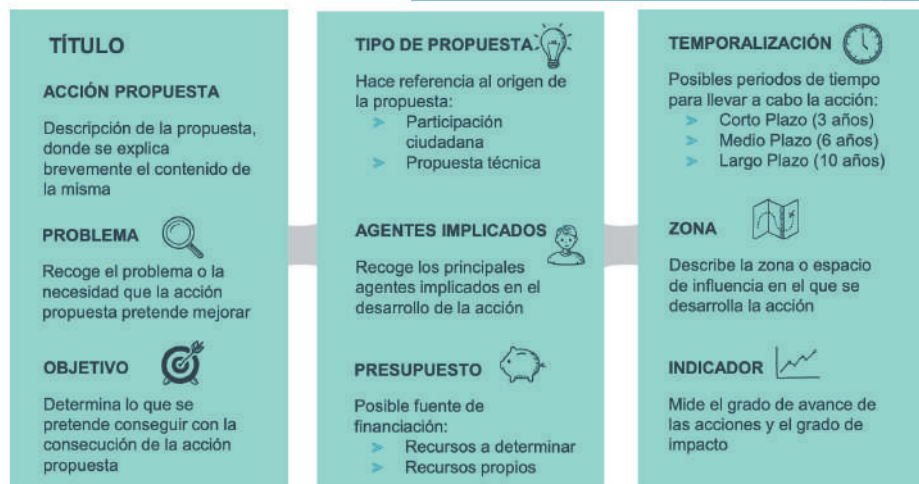 TÍTULO
ACCIÓN PROPUESTA
Descripción de la propuesta,
donde se explica
brevemente el contenido de
la misma
PROBLEMA
Recoge el problema o la
necesidad que la acción
propuesta pretende mejorar
OBJETIVO
Determina lo que se
pretende conseguir con la
consecución de la acción
propuesta
TIPO DE PROPUESTA
Hace referencia al origen de
la propuesta:
➢ Participación
ciudadana
➢ Propuesta técnica
AGENTES IMPLICADOS
Recoge los principales
agentes implicados en el
desarrollo de la acción
PRESUPUESTO
Posible fuente de
financiación:
➢ Recursos a determinar
➢ Recursos propios
TEMPORALIZACIÓN
Posibles periodos de tiempo
para llevar a cabo la acción:
➢ Corto Plazo (3 años)
➢ Medio Plazo (6 años)
➢ Largo Plazo (10 años)
ZONA
Describe la zona o espacio
de influencia en el que se
desarrolla la acción
INDICADOR
Mide el grado de avance de
las acciones y el grado de
impacto